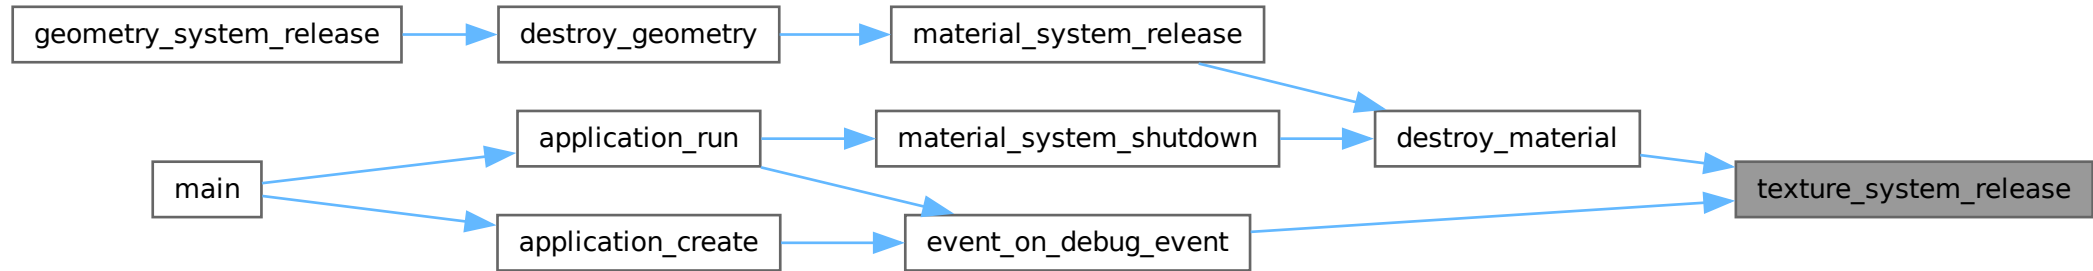 geometry_system_release
destroy_geometry
material_system_release
application_run
material_system_shutdown
destroy_material
main
texture_system_release
application_create
event_on_debug_event